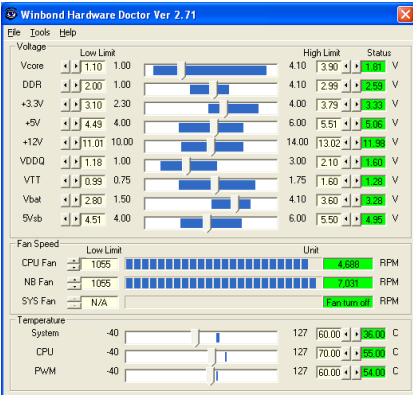 Winbond Hardware Doctor Ver 2.71
File Tools Help
Voltage
Low Limit High Limit Status
Vcore 1.10 1.00 4.10 3.90 1.81 V
DDR 2.00 1.00 4.10 2.99 2.59 V
+3.3V 3.10 2.30 4.00 3.79 3.33 V
+5V 4.49 4.00 6.00 5.51 5.06 V
+12V 11.01 10.00 14.00 13.02 11.98 V
VDDQ 1.18 1.00 3.00 2.10 1.60 V
VTT 0.99 0.75 1.75 1.60 1.28 V
Vbat 2.80 1.50 4.10 3.60 3.28 V
5Vsb 4.51 4.00 6.00 5.50 4.95 V
Fan Speed
Low Limit Unit
CPU Fan 1055 4,688 RPM
NB Fan 1055 7,031 RPM
SYS Fan N/A Fan turn off RPM
Temperature
System -40 127 60.00 36.00 C
CPU -40 127 70.00 55.00 C
PWM -40 127 60.00 54.00 C